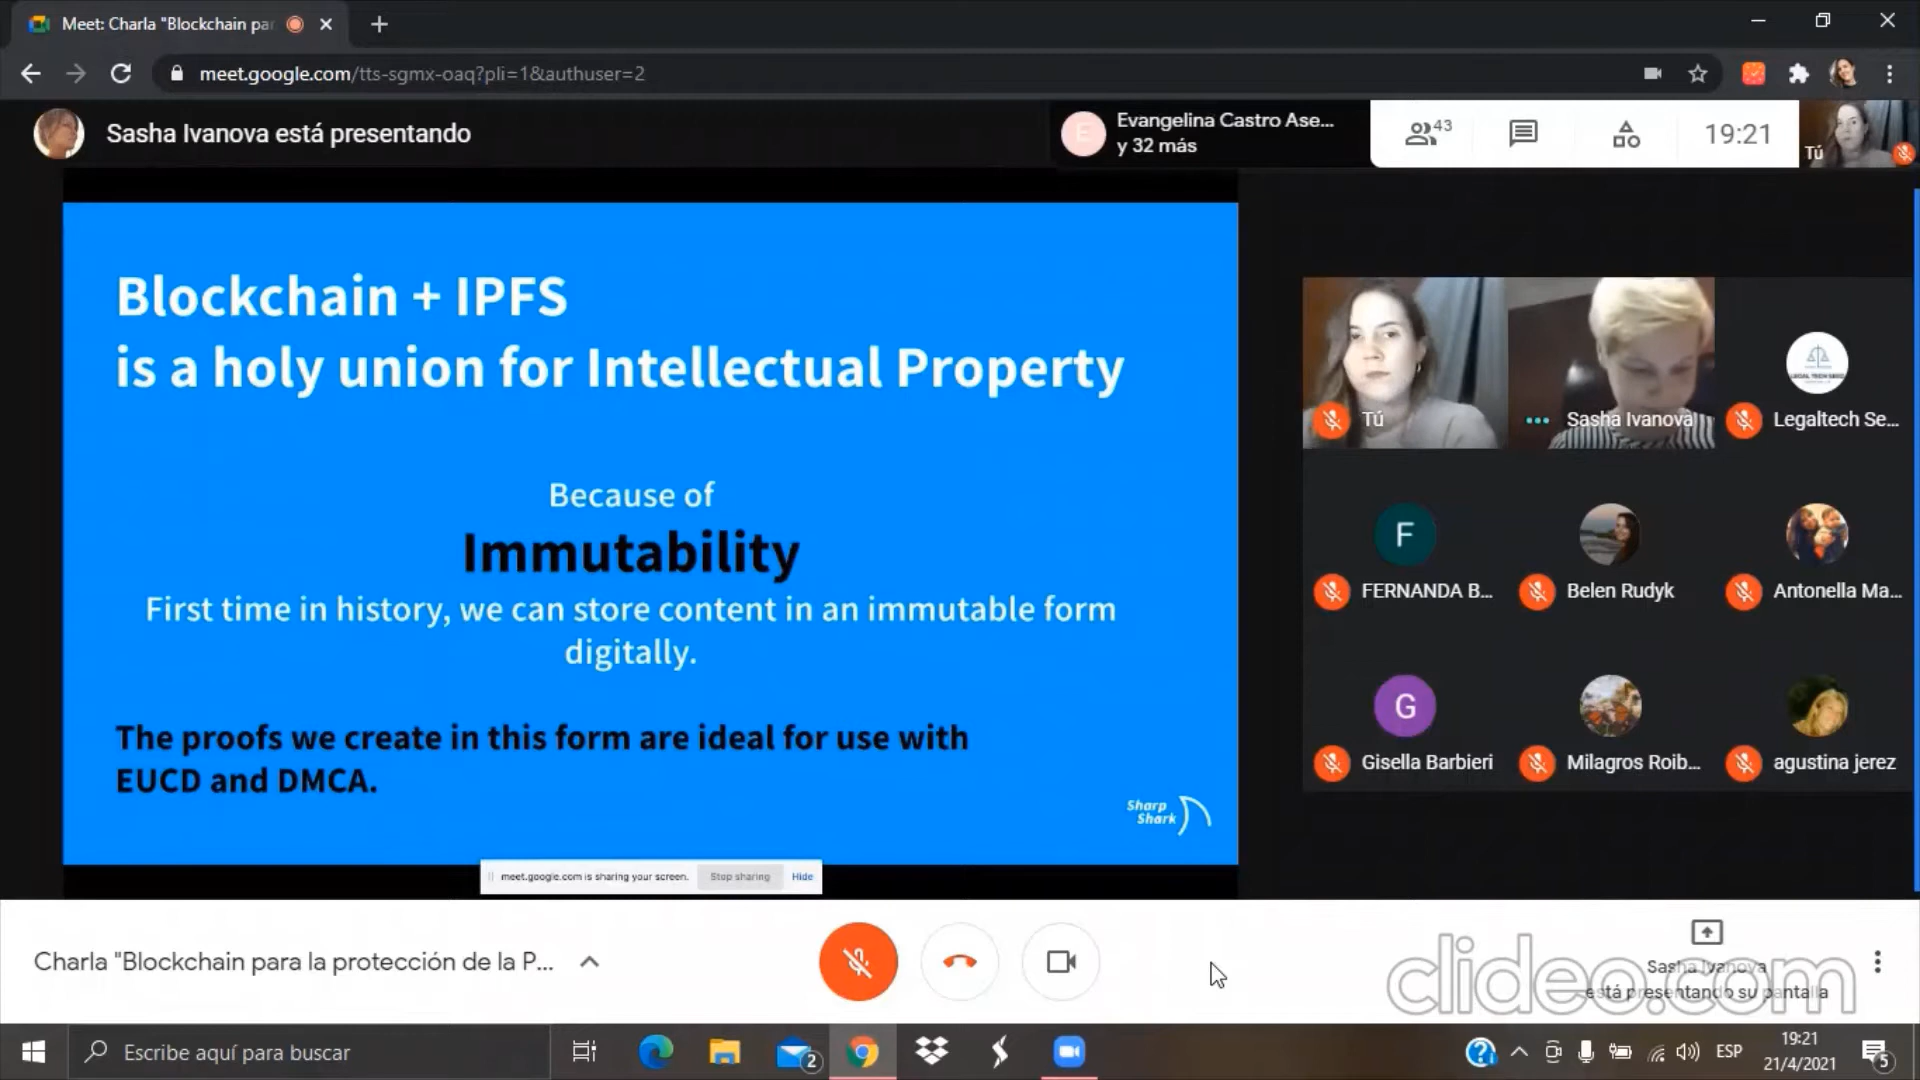 Meet: Charla "Blockchain pa
meet.google.com/tts-sgmx-oaq?pli=1&authuser=2
Sasha Ivanova está presentando
Evangelina Castro Ase...
y 32 más
43
19:21
Tú
Blockchain + IPFS
is a holy union for Intellectual Property
Because of
Immutability
First time in history, we can store content in an immutable form
digitally.
The proofs we create in this form are ideal for use with
EUCD and DMCA.
Sharp
Shark
meet.google.com is sharing your screen.
Stop sharing
Hide
Tú
Sasha Ivanova
LEGAL TECH
Legaltech Se...
F
FERNANDA B...
Belen Rudyk
Antonella Ma...
G
Gisella Barbieri
Milagros Roib...
agustina jerez
Charla "Blockchain para la protección de la P...
Sasha Ivanova
está presentando su pantalla
clideo.com
Escribe aquí para buscar
2
ESP
19:21
21/4/2021
5